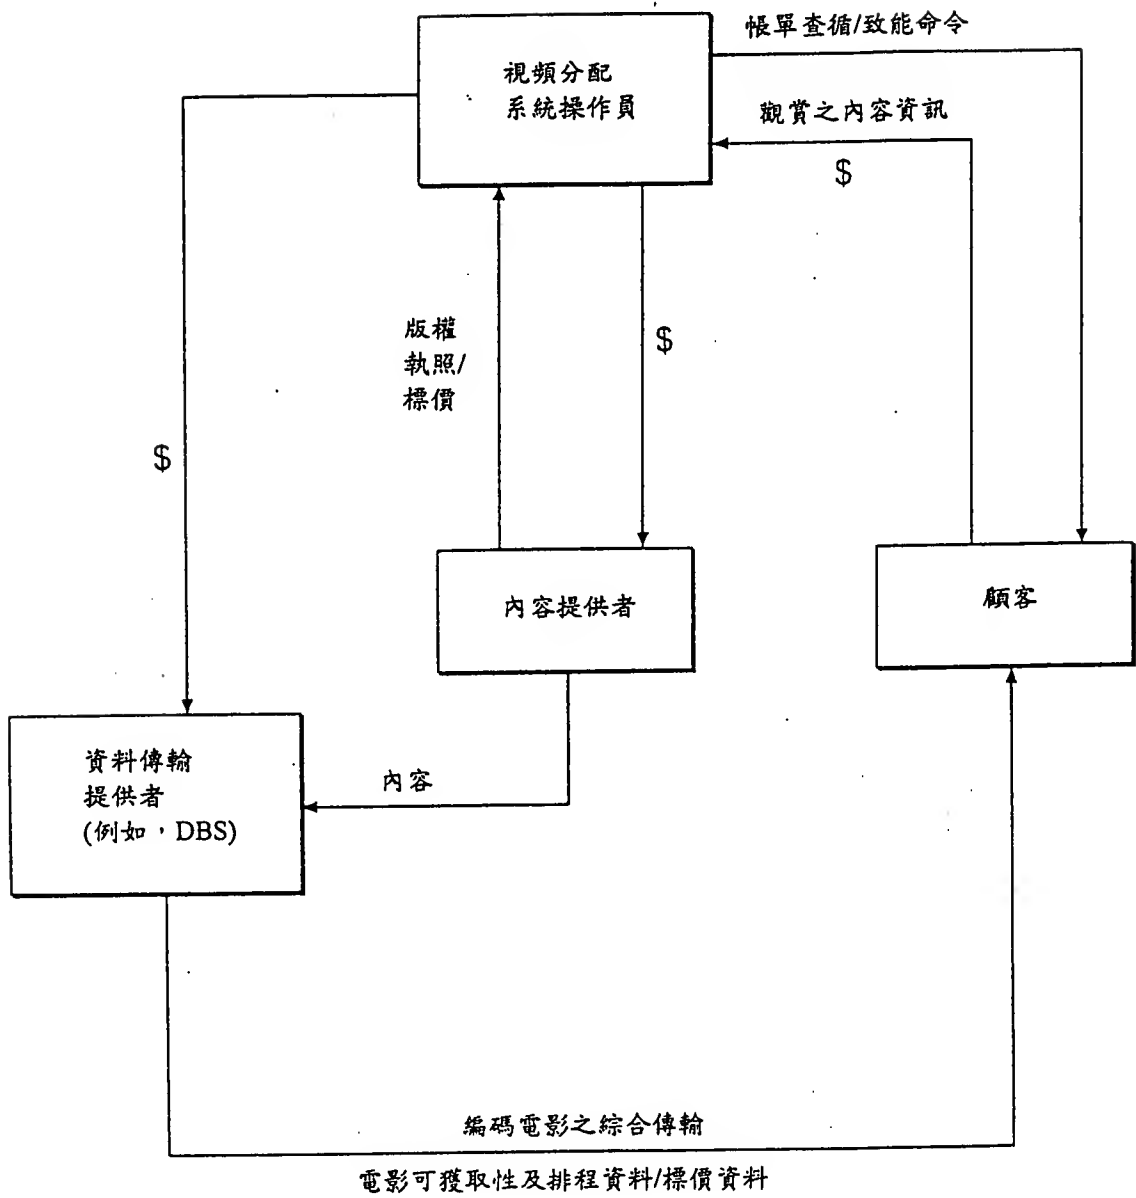 帳單查循/致能命令
視頻分配
系統操作員
觀賞之內容資訊
$
版權
執照/
標價
$
$
內容提供者
顧客
資料傳輸
提供者
(例如，DBS)
內容
編碼電影之綜合傳輸
電影可獲取性及排程資料/標價資料